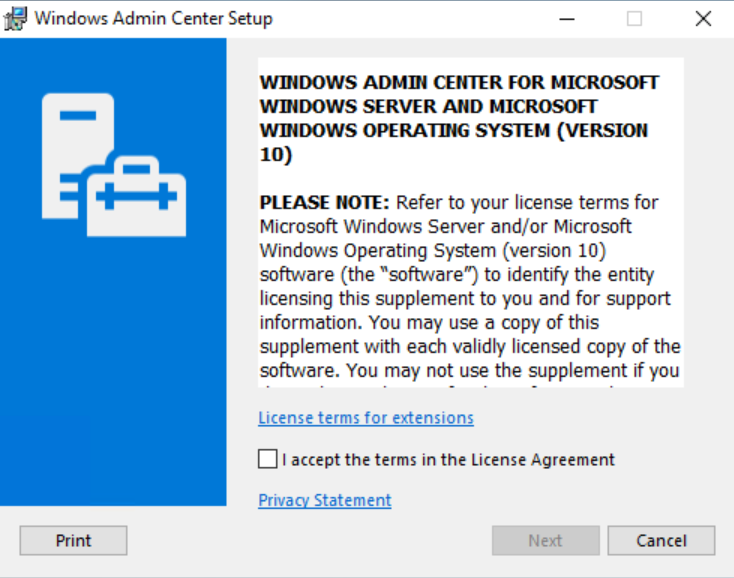 Windows Admin Center Setup
WINDOWS ADMIN CENTER FOR MICROSOFT
WINDOWS SERVER AND MICROSOFT
WINDOWS OPERATING SYSTEM (VERSION
10)
PLEASE NOTE: Refer to your license terms for
Microsoft Windows Server and/or Microsoft
Windows Operating System (version 10)
software (the “software”) to identify the entity
licensing this supplement to you and for support
information. You may use a copy of this
supplement with each validly licensed copy of the
software. You may not use the supplement if you
License terms for extensions
I accept the terms in the License Agreement
Privacy Statement
Print
Next
Cancel